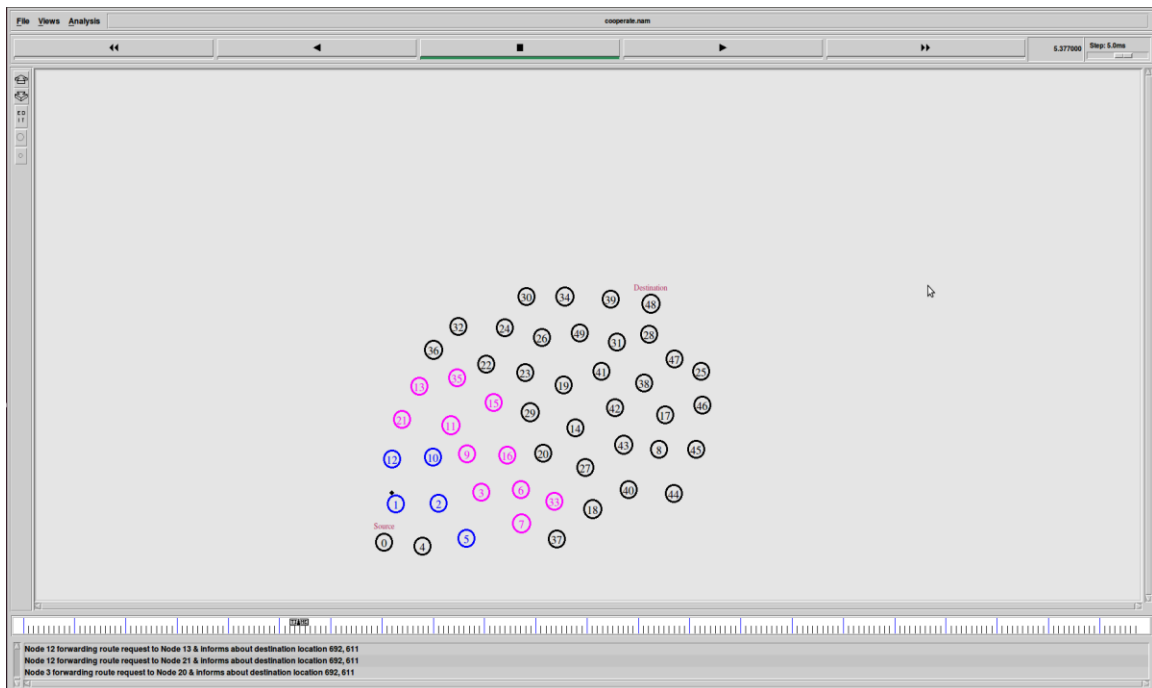 File Views Analysis cooperate.nam
5.377000 Step: 5.0ms
30 34 39 Destination
48
32 24 26 49 31 28
36 22 23 41 47 25
13 35 19 38
21 15 29 42 17 46
11 14
12 10 9 16 20 27 43 8 45
3 6 33 40 44
1 2 7 18
Source
0 4 5 37
Node 12 forwarding route request to Node 13 & informs about destination location 692, 611
Node 12 forwarding route request to Node 21 & informs about destination location 692, 611
Node 3 forwarding route request to Node 20 & informs about destination location 692, 611